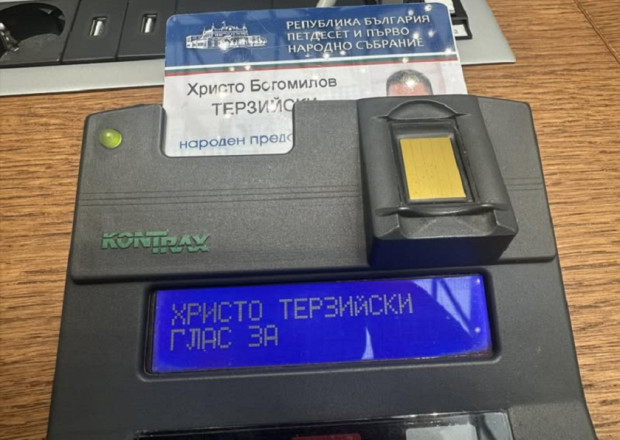 РЕПУБЛИКА БЪЛГАРИЯ
ПЕТДЕСЕТ И ПЪРВО
НАРОДНО СЪБРАНИЕ
Христо Богомилов
ТЕРЗИЙСКИ
народен
KONTRAX
ХРИСТО ТЕРЗИЙСКИ
ГЛАС ЗА